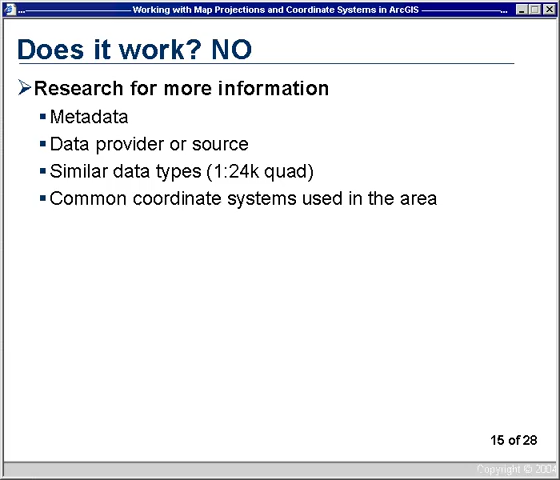 Working with Map Projections and Coordinate Systems in ArcGIS
Does it work? NO
Research for more information
Metadata
Data provider or source
Similar data types (1:24k quad)
Common coordinate systems used in the area
15 of 28
Copyright © 2004